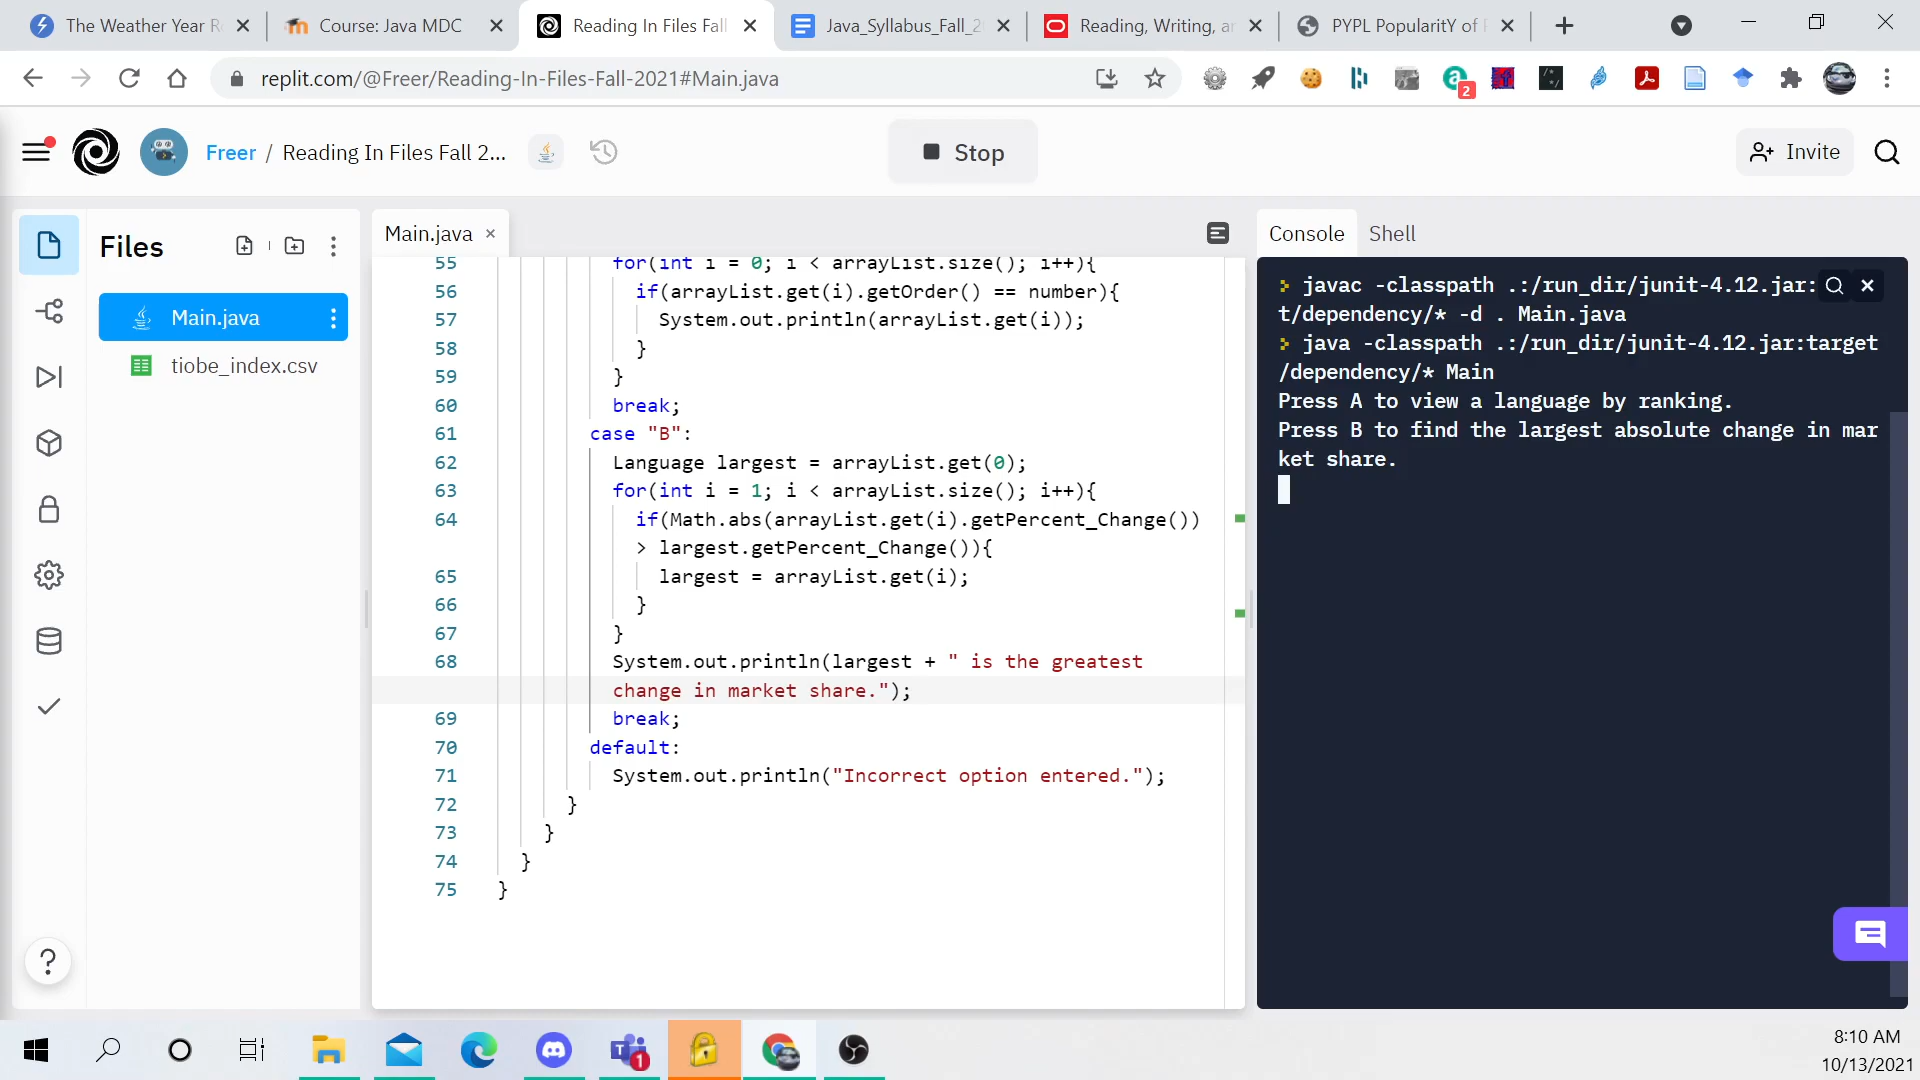 The Weather Year R
Course: Java MDC
Reading In Files Fall
Java_Syllabus_Fall_2
Reading, Writing, a
PYPL PopularitY of
replit.com/@Freer/Reading-In-Files-Fall-2021#Main.java
2
Freer / Reading In Files Fall 2...
Stop
Invite
Files
Main.java
tiobe_index.csv
Main.java
55 for(int i = 0; i < arrayList.size(); i++){
56 if(arrayList.get(i).getOrder() == number){
57 System.out.println(arrayList.get(i));
58 }
59 }
60 break;
61 case "B":
62 Language largest = arrayList.get(0);
63 for(int i = 1; i < arrayList.size(); i++){
64 if(Math.abs(arrayList.get(i).getPercent_Change())
> largest.getPercent_Change()){
65 largest = arrayList.get(i);
66 }
67 }
68 System.out.println(largest + " is the greatest
change in market share.");
69 break;
70 default:
71 System.out.println("Incorrect option entered.");
72 }
73 }
74 }
75 }
Console Shell
javac -classpath .:/run_dir/junit-4.12.jar:
t/dependency/* -d . Main.java
java -classpath .:/run_dir/junit-4.12.jar:target
/dependency/* Main
Press A to view a language by ranking.
Press B to find the largest absolute change in mar
ket share.
?
1
8:10 AM
10/13/2021